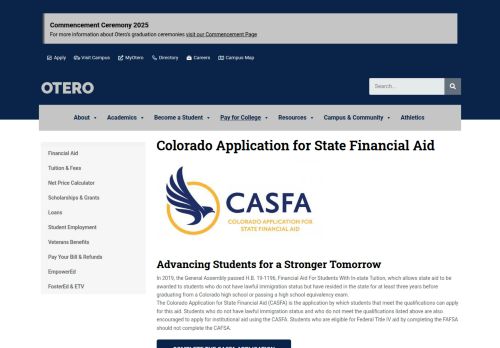 Commencement Ceremony 2025
For more information about Otero's graduation ceremonies visit our Commencement Page
Apply Visit Campus MyOtero Directory Careers Campus Map
OTERO
Search...
About Academics Become a Student Pay for College Resources Campus & Community Athletics
Financial Aid
Tuition & Fees
Net Price Calculator
Scholarships & Grants
Loans
Student Employment
Veterans Benefits
Pay Your Bill & Refunds
EmpowerEd
FosterEd & ETV
Colorado Application for State Financial Aid
CASFA
COLORADO APPLICATION FOR
STATE FINANCIAL AID
Advancing Students for a Stronger Tomorrow
In 2019, the General Assembly passed H.B. 19-1196, Financial Aid For Students With In-state Tuition, which allows state aid to be
awarded to students who do not have lawful immigration status but have resided in the state for at least three years before
graduating from a Colorado high school or passing a high school equivalency exam.
The Colorado Application for State Financial Aid (CASFA) is the application by which students that meet the qualifications can apply
for this aid. Students who do not have lawful immigration status and who do not meet the qualifications listed above are also
encouraged to apply for institutional aid using the CASFA. Students who are eligible for Federal Title IV aid by completing the FAFSA
should not complete the CAFSA.
COMPLETE THE CASFA APPLICATION